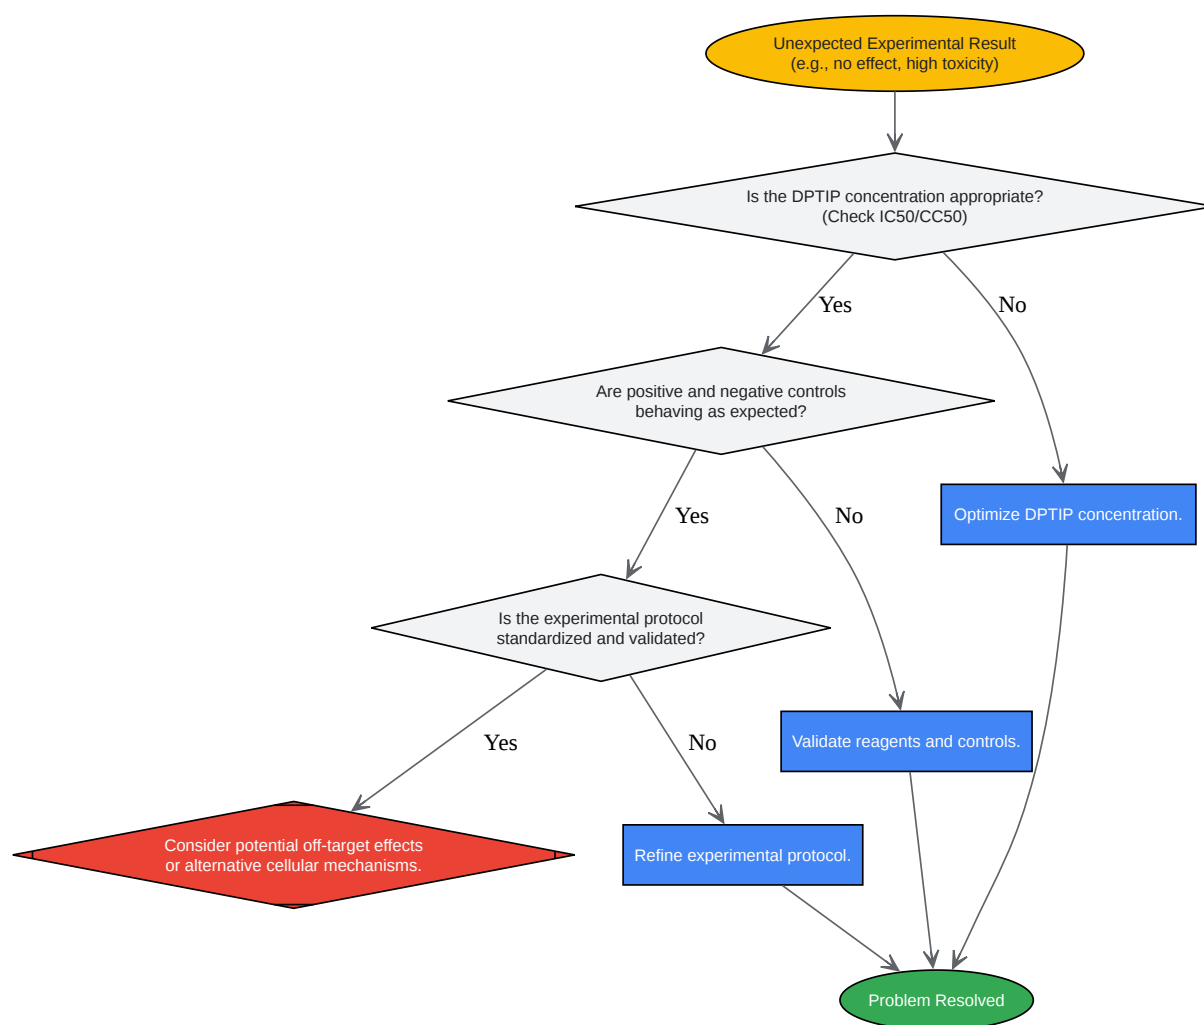 Unexpected Experimental Result
(e.g., no effect, high toxicity)
Is the DPTIP concentration appropriate?
(Check IC50/CC50)
Yes
No
Are positive and negative controls
behaving as expected?
Yes
No
Optimize DPTIP concentration.
Is the experimental protocol
standardized and validated?
Yes
No
Validate reagents and controls.
Consider potential off-target effects
or alternative cellular mechanisms.
Refine experimental protocol.
Problem Resolved